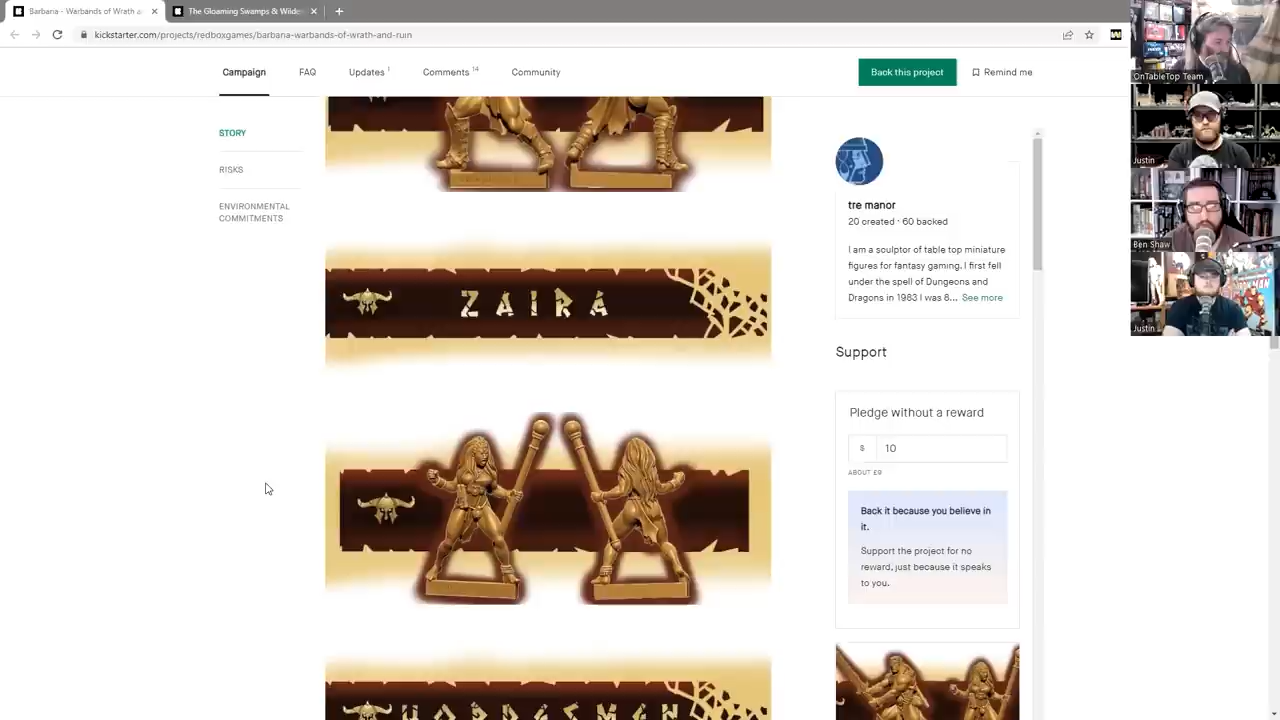 Barbana - Warbands of Wrath an
The Gloaming Swamps & Wilde
kickstarter.com/projects/redboxgames/barbana-warbands-of-wrath-and-ruin
Campaign
FAQ
Updates 1
Comments 14
Community
Back this project
Remind me
STORY
RISKS
ENVIRONMENTAL
COMMITMENTS
ZAIRA
HORDESMAN
tre manor
20 created · 60 backed
I am a sculptor of table top miniature
figures for fantasy gaming. I first fell
under the spell of Dungeons and
Dragons in 1983 I was 8... See more
Support
Pledge without a reward
$ 10
ABOUT £9
Back it because you believe in
it.
Support the project for no
reward, just because it speaks
to you.
OnTableTop Team
Justin
Ben Shaw
Justin